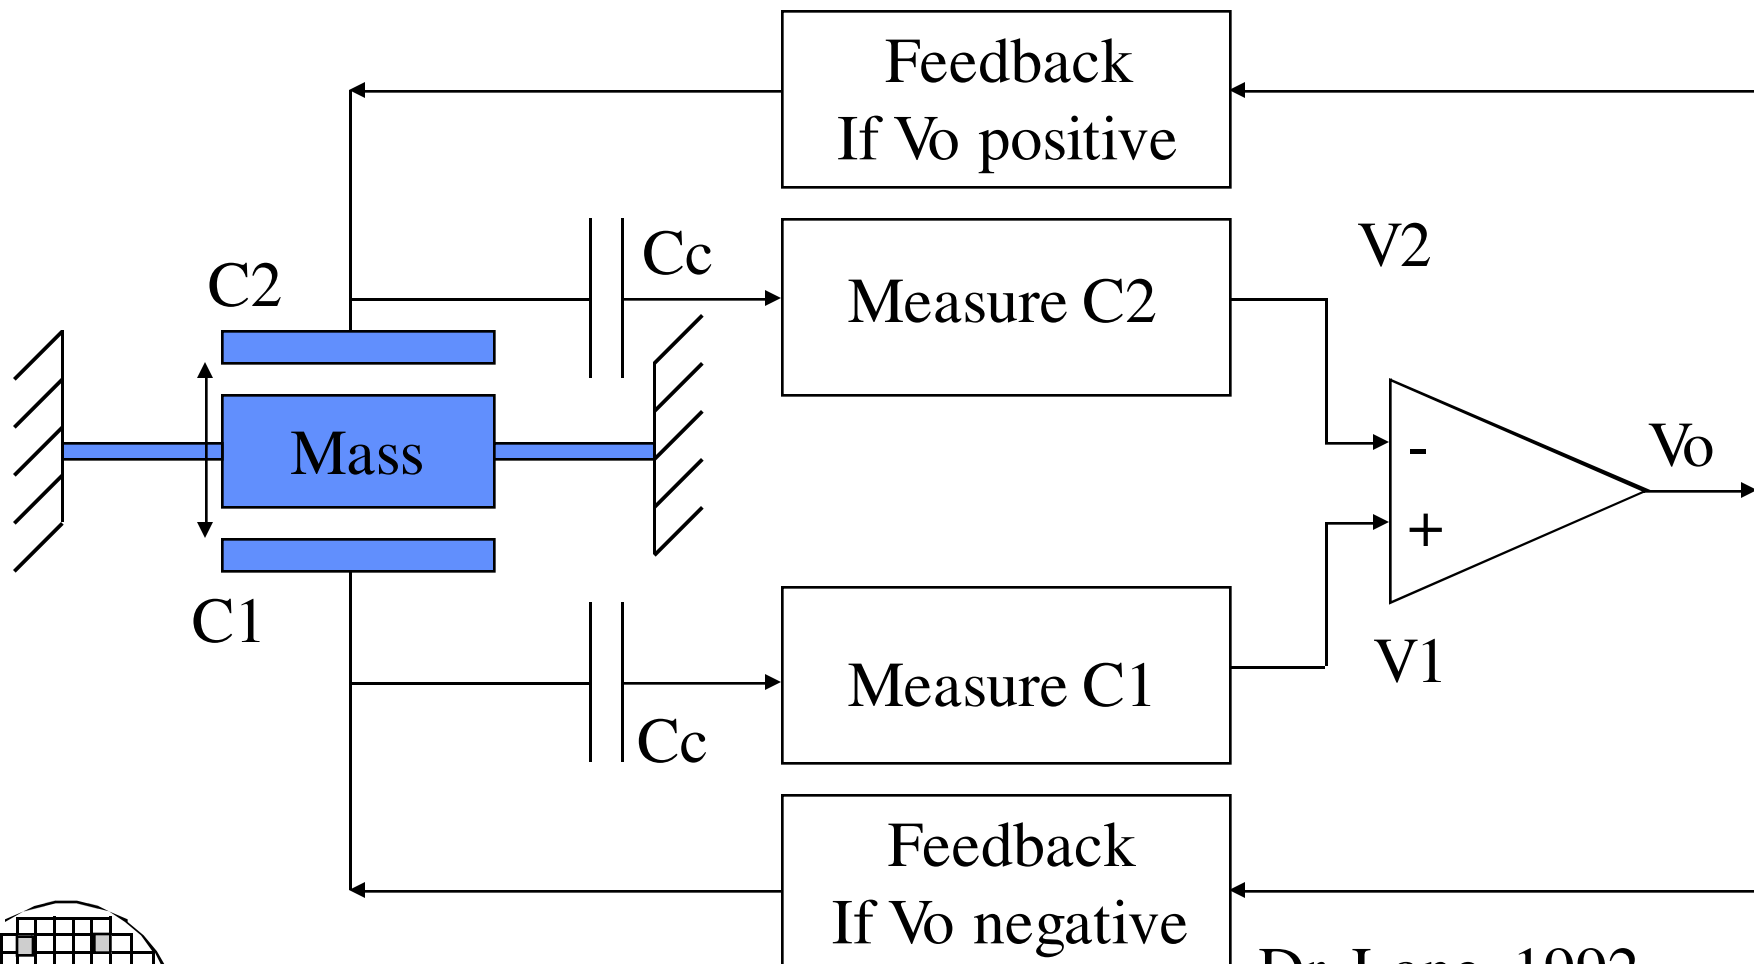 Feedback
If Vo positive
Cc
V2
C2
Measure C2
Mass
-
Vo
+
C1
V1
Measure C1
Cc
Feedback
If Vo negative